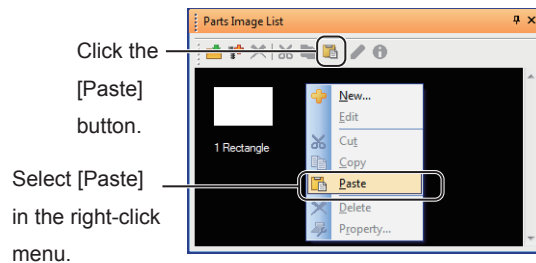 Parts Image List
Click the
[Paste]
button.
1 Rectangle
New...
Edit
Cut
Copy
Paste
Delete
Property...
Select [Paste]
in the right-click
menu.